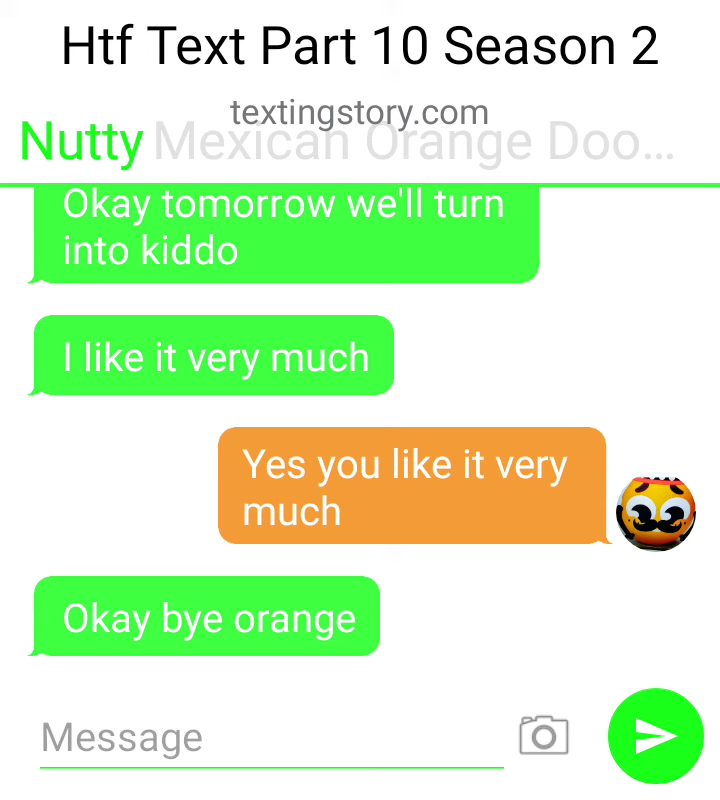 Htf Text Part 10 Season 2
textingstory.com
Nutty Mexican Orange Doo...
Okay tomorrow we'll turn
into kiddo
I like it very much
Yes you like it very
much
Okay bye orange
Message